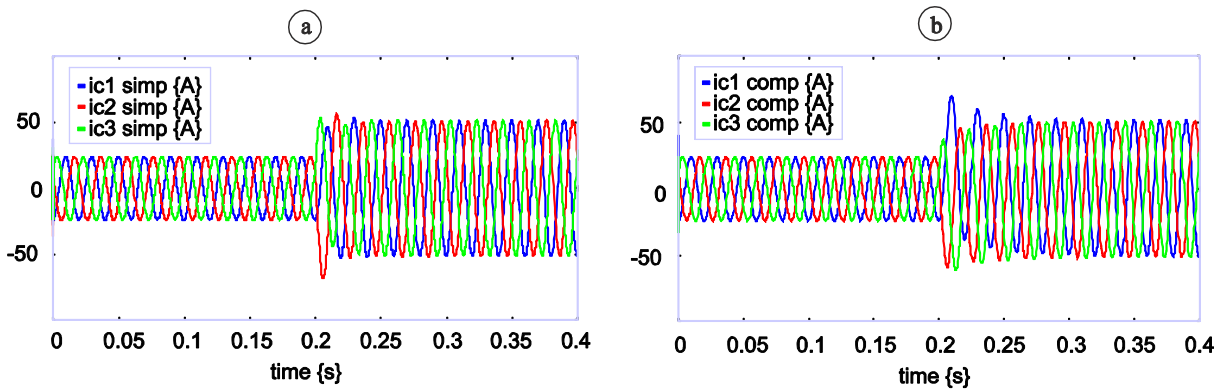 a
ic1 simp {A}
ic2 simp {A}
ic3 simp {A}
50
0
-50
0 0.05 0.1 0.15 0.2 0.25 0.3 0.35 0.4
time {s}
b
ic1 comp {A}
ic2 comp {A}
ic3 comp {A}
50
0
-50
0 0.05 0.1 0.15 0.2 0.25 0.3 0.35 0.4
time {s}